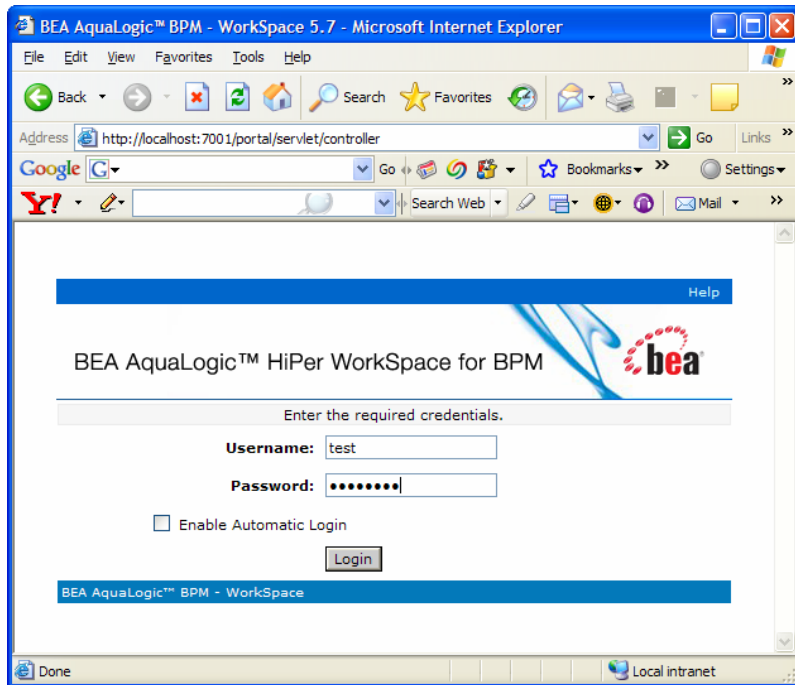 BEA AquaLogic™ BPM - WorkSpace 5.7 - Microsoft Internet Explorer
File Edit View Favorites Tools Help
Back Search Favorites »
Address http://localhost:7001/portal/servlet/controller Go Links »
Google G Go Bookmarks » Settings
Y! Search Web Mail »
Help
BEA AquaLogic™ HiPer WorkSpace for BPM bea
Enter the required credentials.
Username: test
Password: ••••••••
Enable Automatic Login
Login
BEA AquaLogic™ BPM - WorkSpace
Done Local intranet